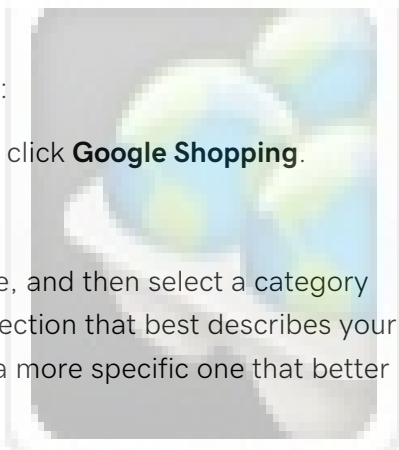 :
click Google Shopping.
e, and then select a category
ection that best describes your
a more specific one that better